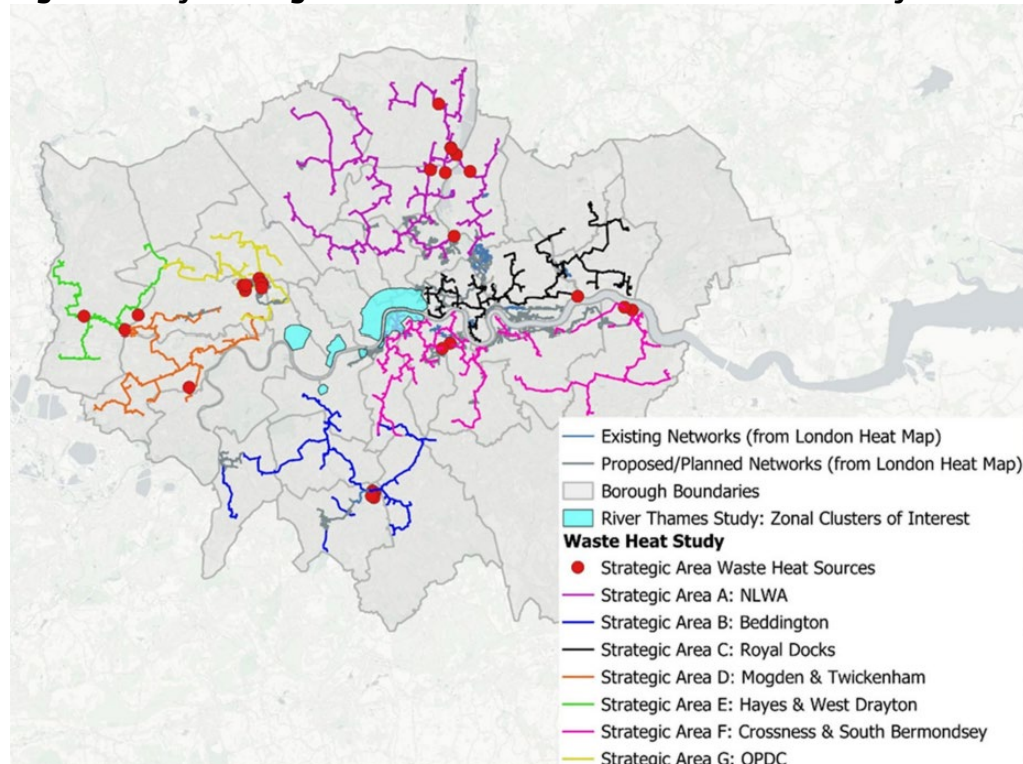 Existing Networks (from London Heat Map)
Proposed/Planned Networks (from London Heat Map)
Borough Boundaries
River Thames Study: Zonal Clusters of Interest
Waste Heat Study
Strategic Area Waste Heat Sources
Strategic Area A: NLWA
Strategic Area B: Beddington
Strategic Area C: Royal Docks
Strategic Area D: Mogden & Twickenham
Strategic Area E: Hayes & West Drayton
Strategic Area F: Crossness & South Bermondsey
Strategic Area G: OPDC